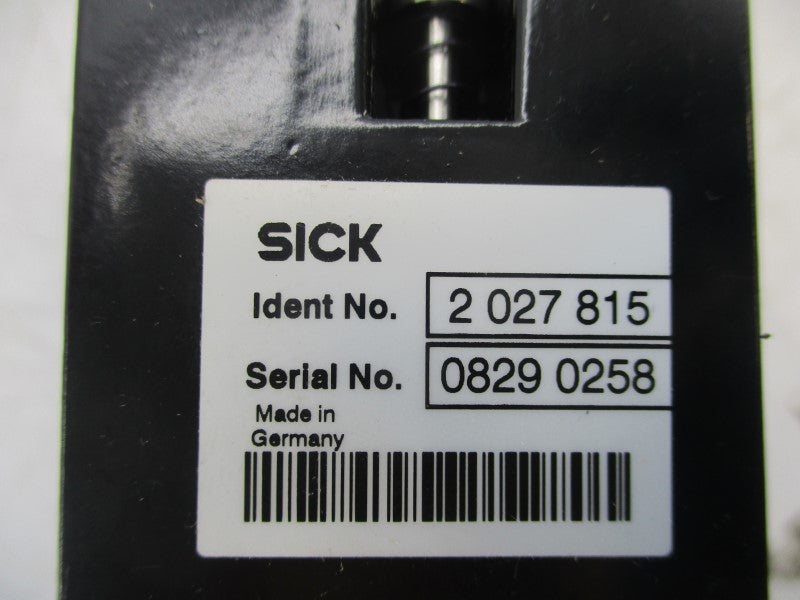 SICK
Ident No. 2 027 815
Serial No. 0829 0258
Made in
Germany